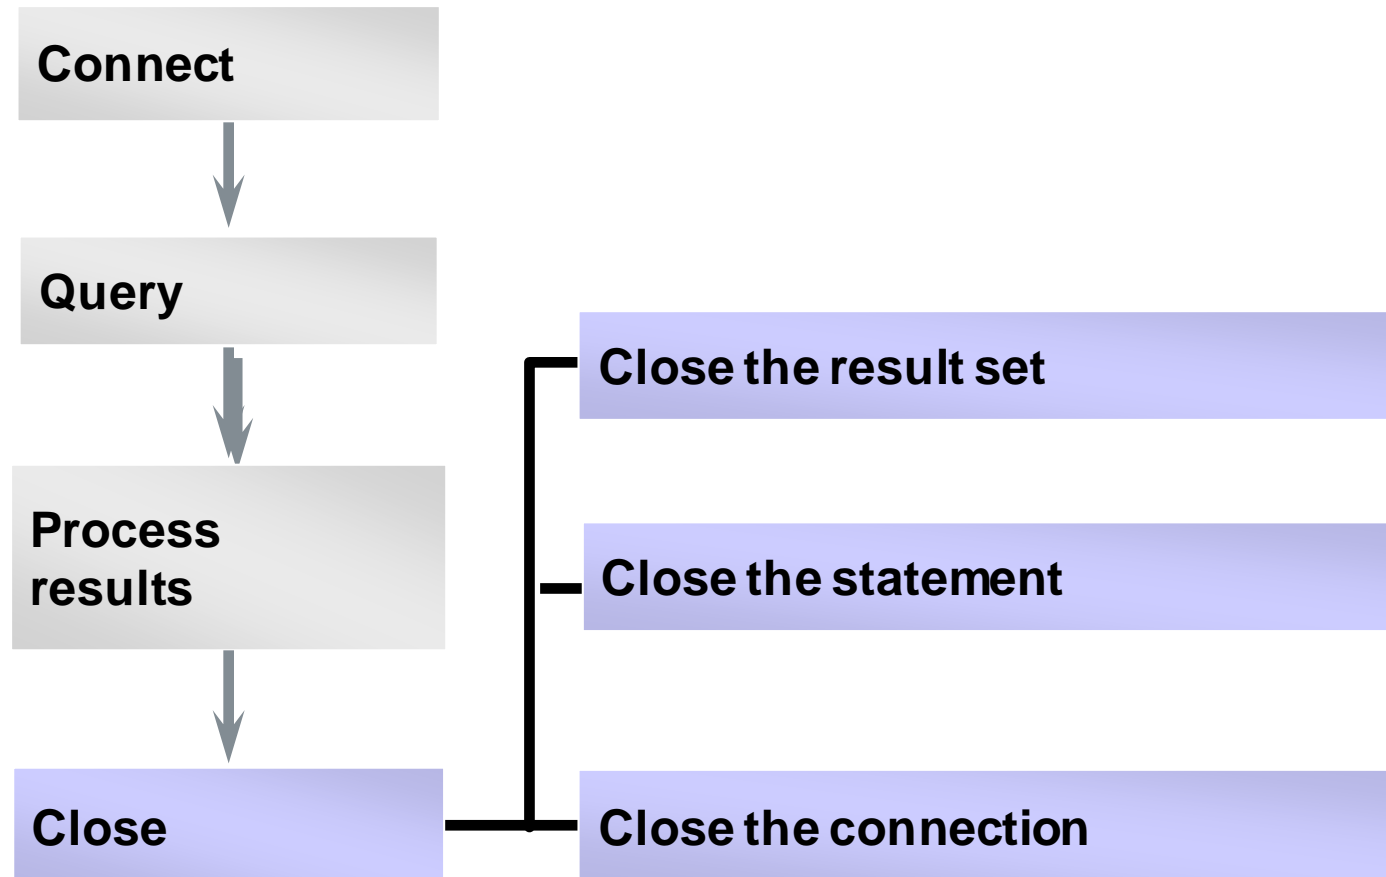 Connect
Query
Process
results
Close
Close the result set
Close the statement
Close the connection